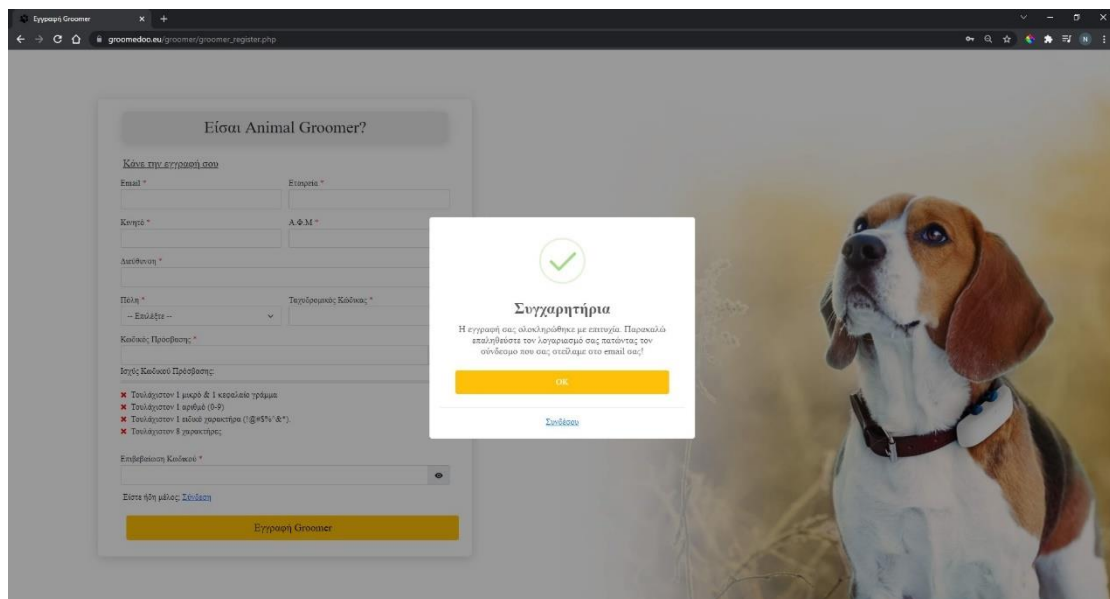 Εγγραφή Groomer
groomedoo.eu/groomer/groomer_register.php
N
Είσαι Animal Groomer?
Κάνε την εγγραφή σου
Email * Εταιρεία *
Κινητό * Α.Φ.Μ *
Διεύθυνση *
Πόλη * Ταχυδρομικός Κώδικας *
-- Επιλέξτε --
Κωδικός Πρόσβασης *
Ισχύς Κωδικού Πρόσβασης:
Τουλάχιστον 1 μικρό & 1 κεφαλαίο γράμμα
Τουλάχιστον 1 αριθμό (0-9)
Τουλάχιστον 1 ειδικό χαρακτήρα (!@#$%^&*).
Τουλάχιστον 8 χαρακτήρες
Επιβεβαίωση Κωδικού *
Είστε ήδη μέλος; Σύνδεση
Εγγραφή Groomer
Συγχαρητήρια
Η εγγραφή σας ολοκληρώθηκε με επιτυχία. Παρακαλώ
επαληθεύστε τον λογαριασμό σας πατώντας τον
σύνδεσμο που σας στείλαμε στο email σας!
OK
Συνδέσου